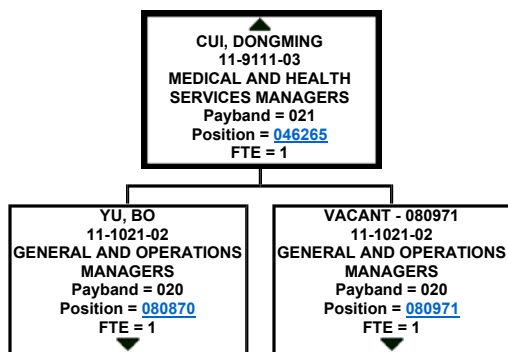 CUI, DONGMING
11-9111-03
MEDICAL AND HEALTH
SERVICES MANAGERS
Payband = 021
Position = 046265
FTE = 1
YU, BO
11-1021-02
GENERAL AND OPERATIONS
MANAGERS
Payband = 020
Position = 080870
FTE = 1
VACANT - 080971
11-1021-02
GENERAL AND OPERATIONS
MANAGERS
Payband = 020
Position = 080971
FTE = 1